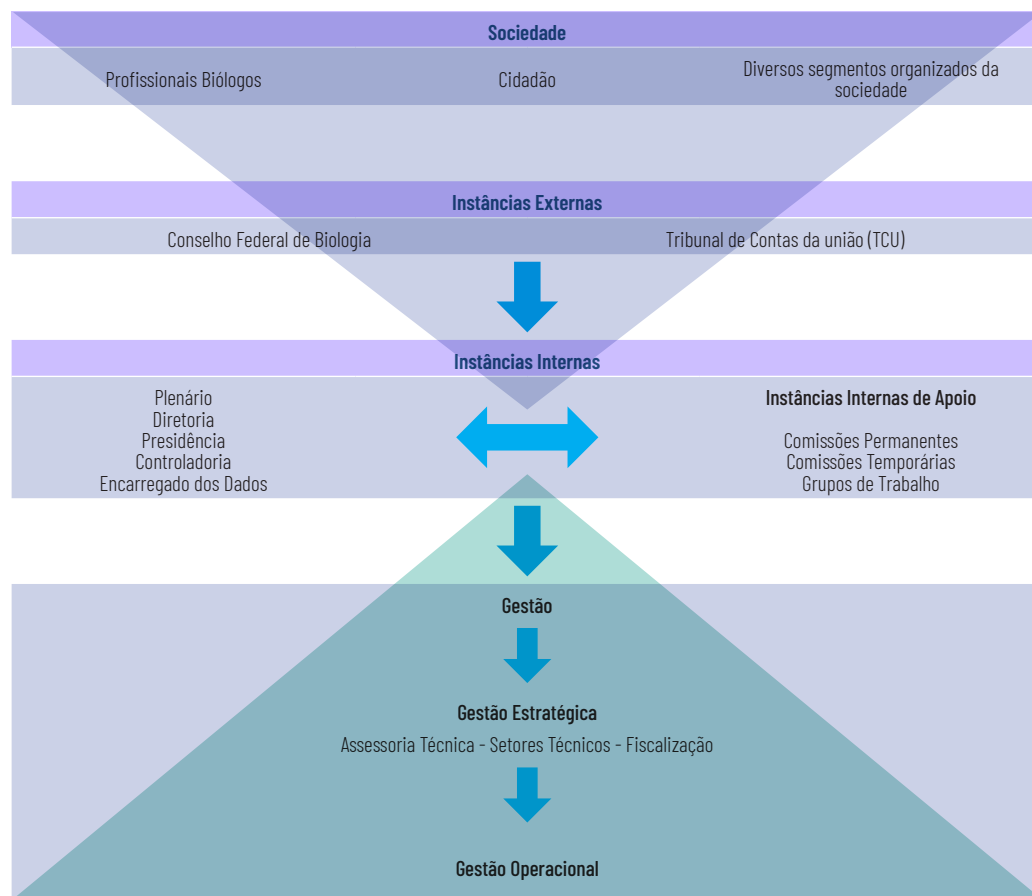 Sociedade
Profissionais Biólogos
Cidadão
Diversos segmentos organizados da
sociedade
Instâncias Externas
Conselho Federal de Biologia
Tribunal de Contas da união (TCU)
Instâncias Internas
Plenário
Diretoria
Presidência
Controladoria
Encarregado dos Dados
Instâncias Internas de Apoio
Comissões Permanentes
Comissões Temporárias
Grupos de Trabalho
Gestão
Gestão Estratégica
Assessoria Técnica - Setores Técnicos - Fiscalização
Gestão Operacional